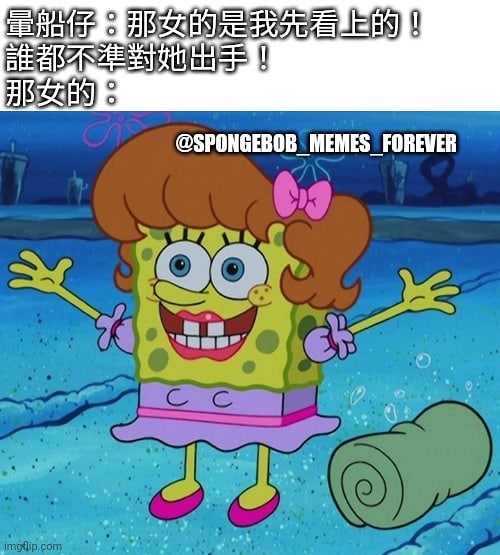 暈船仔：那女的是我先看上的！
誰都不準對她出手！
那女的：
@SPONGEBOB_MEMES_FOREVER
imgflip.com